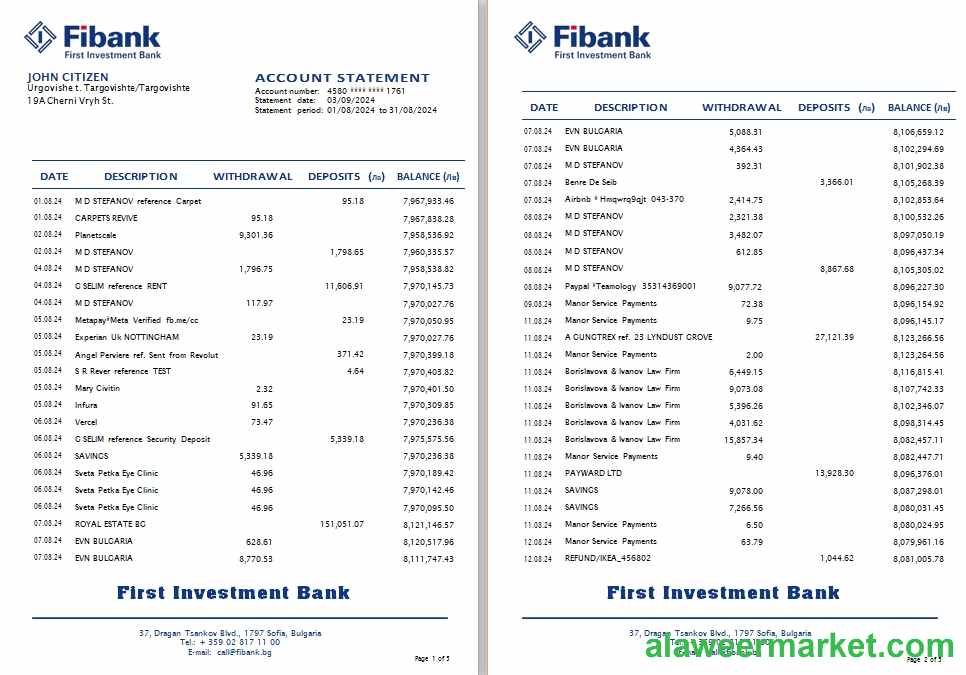 Fibank
First Investment Bank
JOHN CITIZEN
Urgovishe t. Targovishte/Targovishte
19A Cherni Vryh St.
ACCOUNT STATEMENT
Account number: 4580 **** **** 1761
Statement date: 03/09/2024
Statement period: 01/08/2024 to 31/08/2024
DATE DESCRIPTION WITHDRAWAL DEPOSITS (Лв) BALANCE (Лв)
01.08.24 M D STEFANOV reference Carpet 95.18 7,967,933.46
01.08.24 CARPETS REVIVE 95.18 7,967,838.28
02.08.24 Planetscale 9,301.36 7,958,536.92
02.08.24 M D STEFANOV 1,798.65 7,960,335.57
04.08.24 M D STEFANOV 1,796.75 7,958,538.82
04.08.24 G SELIM reference RENT 11,606.91 7,970,145.73
04.08.24 M D STEFANOV 117.97 7,970,027.76
05.08.24 Metapay*Meta Verified fb.me/cc 23.19 7,970,050.95
05.08.24 Experian Uk NOTTINGHAM 23.19 7,970,027.76
05.08.24 Angel Perviere ref. Sent from Revolut 371.42 7,970,399.18
05.08.24 S R Rever reference TEST 4.64 7,970,403.82
05.08.24 Mary Civitin 2.32 7,970,401.50
05.08.24 Infura 91.65 7,970,309.85
06.08.24 Vercel 73.47 7,970,236.38
06.08.24 G SELIM reference Security Deposit 5,339.18 7,975,575.56
06.08.24 SAVINGS 5,339.18 7,970,236.38
06.08.24 Sveta Petka Eye Clinic 46.96 7,970,189.42
06.08.24 Sveta Petka Eye Clinic 46.96 7,970,142.46
06.08.24 Sveta Petka Eye Clinic 46.96 7,970,095.50
07.08.24 ROYAL ESTATE BG 151,051.07 8,121,146.57
07.08.24 EVN BULGARIA 628.61 8,120,517.96
07.08.24 EVN BULGARIA 8,770.53 8,111,747.43
First Investment Bank
37, Dragan Tsankov Blvd., 1797 Sofia, Bulgaria
Tel.: + 359 02 817 11 00
E-mail: call@fibank.bg
Page 1 of 5
Fibank
First Investment Bank
DATE DESCRIPTION WITHDRAWAL DEPOSITS (Лв) BALANCE (Лв)
07.08.24 EVN BULGARIA 5,088.31 8,106,659.12
07.08.24 EVN BULGARIA 4,364.43 8,102,294.69
07.08.24 M D STEFANOV 392.31 8,101,902.38
07.08.24 Benre De Seib 3,366.01 8,105,268.39
07.08.24 Airbnb * Hmqwrq9qjt 043-370 2,414.75 8,102,853.64
08.08.24 M D STEFANOV 2,321.38 8,100,532.26
08.08.24 M D STEFANOV 3,482.07 8,097,050.19
08.08.24 M D STEFANOV 612.85 8,096,437.34
08.08.24 M D STEFANOV 8,867.68 8,105,305.02
08.08.24 Paypal *Teamology 35314369001 9,077.72 8,096,227.30
09.08.24 Manor Service Payments 72.38 8,096,154.92
11.08.24 Manor Service Payments 9.75 8,096,145.17
11.08.24 A GUNGTREX ref. 23 LYNDUST GROVE 27,121.39 8,123,266.56
11.08.24 Manor Service Payments 2.00 8,123,264.56
11.08.24 Borislavova & Ivanov Law Firm 6,449.15 8,116,815.41
11.08.24 Borislavova & Ivanov Law Firm 9,073.08 8,107,742.33
11.08.24 Borislavova & Ivanov Law Firm 5,396.26 8,102,346.07
11.08.24 Borislavova & Ivanov Law Firm 4,031.62 8,098,314.45
11.08.24 Borislavova & Ivanov Law Firm 15,857.34 8,082,457.11
11.08.24 Manor Service Payments 9.40 8,082,447.71
11.08.24 PAYWARD LTD 13,928.30 8,096,376.01
11.08.24 SAVINGS 9,078.00 8,087,298.01
11.08.24 SAVINGS 7,266.56 8,080,031.45
11.08.24 Manor Service Payments 6.50 8,080,024.95
12.08.24 Manor Service Payments 63.79 8,079,961.16
12.08.24 REFUND/IKEA_456802 1,044.62 8,081,005.78
First Investment Bank
37, Dragan Tsankov Blvd., 1797 Sofia, Bulgaria
alaweermarket.com
Page 2 of 5